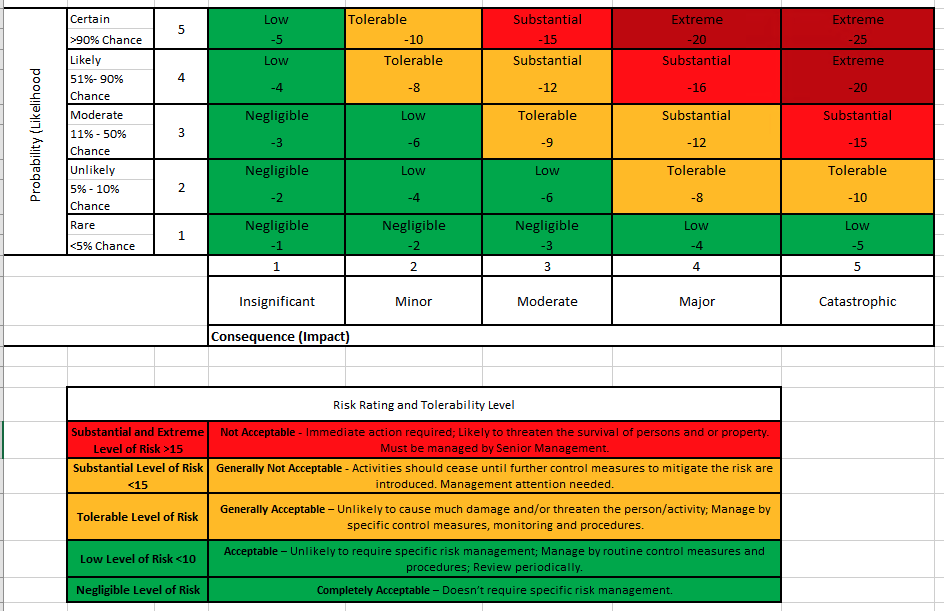 Probability (Likelihood
Certain
>90% Chance
5
Low
-5
Tolerable
-10
Substantial
-15
Extreme
-20
Extreme
-25
Likely
51%- 90%
Chance
4
Low
-4
Tolerable
-8
Substantial
-12
Substantial
-16
Extreme
-20
Moderate
11% - 50%
Chance
3
Negligible
-3
Low
-6
Tolerable
-9
Substantial
-12
Substantial
-15
Unlikely
5% - 10%
Chance
2
Negligible
-2
Low
-4
Low
-6
Tolerable
-8
Tolerable
-10
Rare
<5% Chance
1
Negligible
-1
Negligible
-2
Negligible
-3
Low
-4
Low
-5
1
2
3
4
5
Insignificant
Minor
Moderate
Major
Catastrophic
Consequence (Impact)
Risk Rating and Tolerability Level
Substantial and Extreme
Level of Risk >15
Not Acceptable - Immediate action required; Likely to threaten the survival of persons and or property.
Must be managed by Senior Management.
Substantial Level of Risk
<15
Generally Not Acceptable - Activities should cease until further control measures to mitigate the risk are
introduced. Management attention needed.
Tolerable Level of Risk
Generally Acceptable – Unlikely to cause much damage and/or threaten the person/activity; Manage by
specific control measures, monitoring and procedures.
Low Level of Risk <10
Acceptable – Unlikely to require specific risk management; Manage by routine control measures and
procedures; Review periodically.
Negligible Level of Risk
Completely Acceptable – Doesn't require specific risk management.